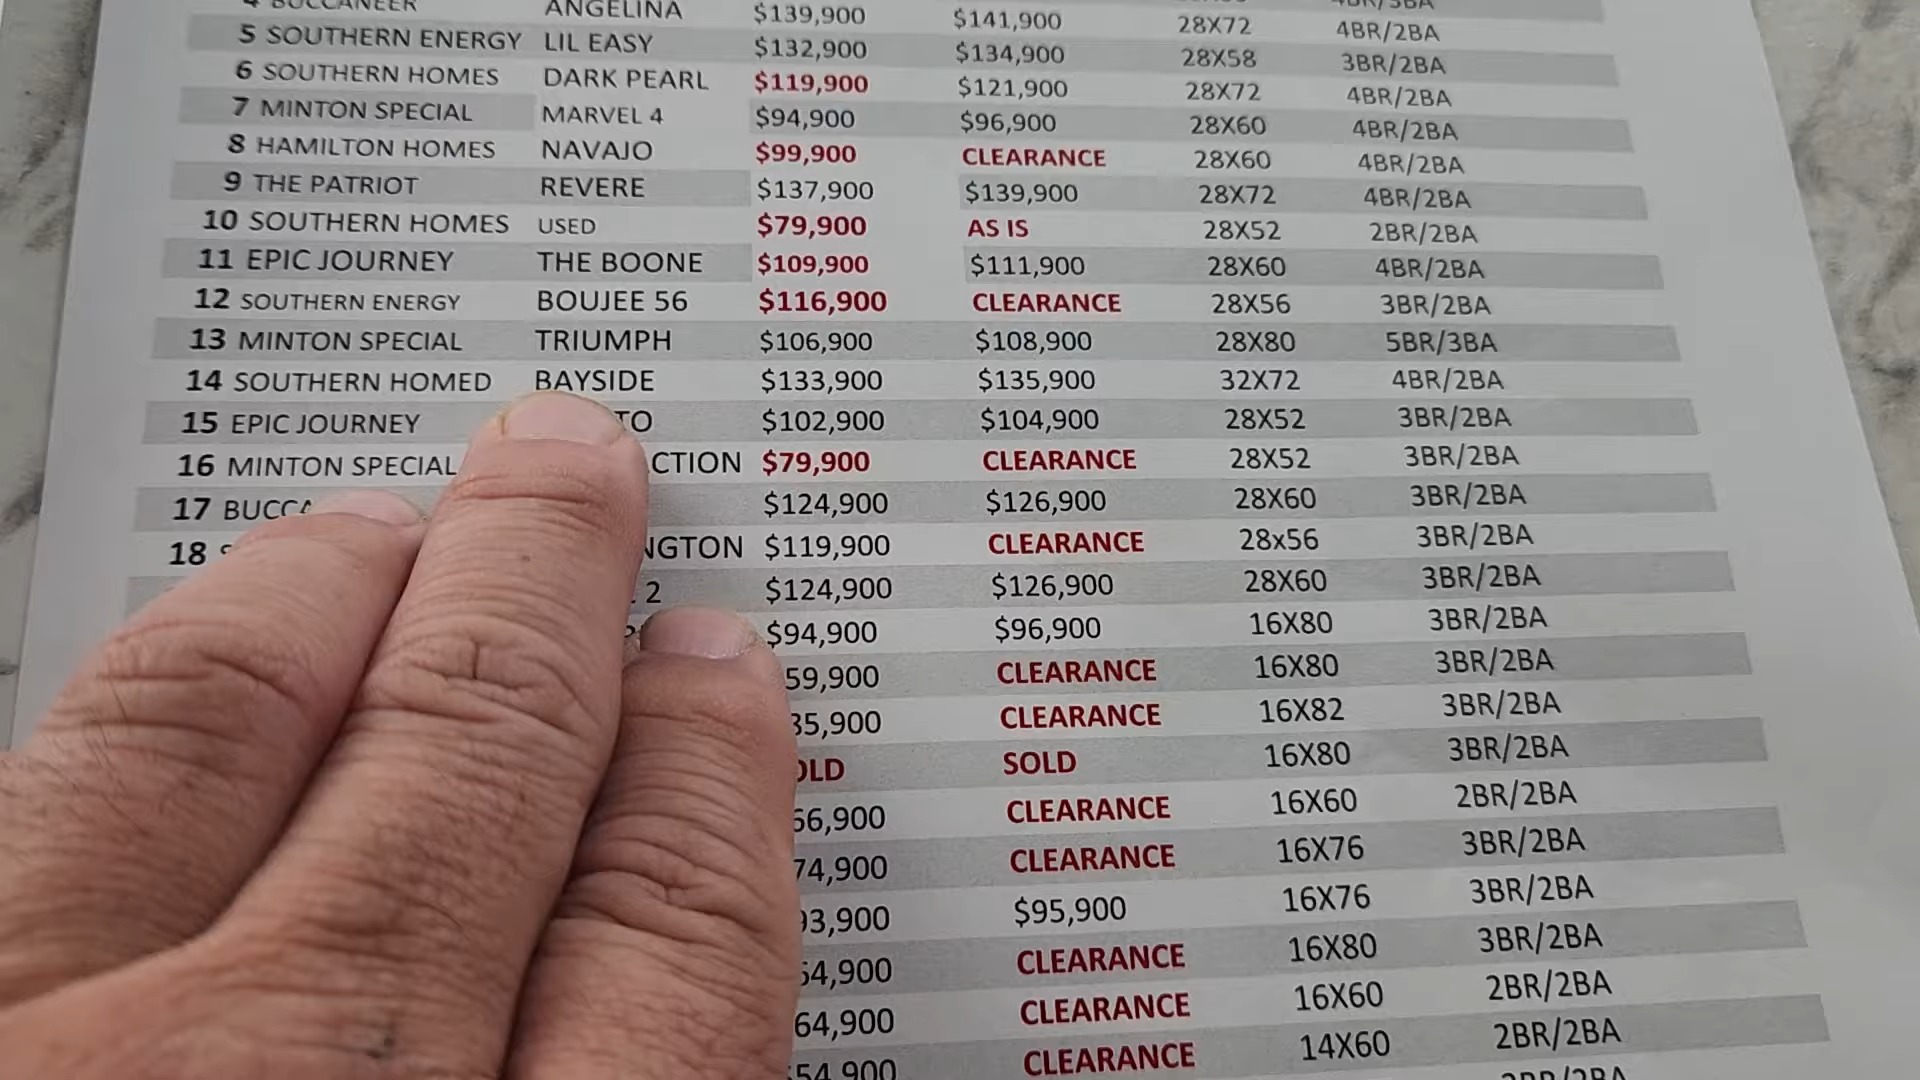 4 BUCCANEER ANGELINA $139,900 $141,900 28X72 4BR/2BA
5 SOUTHERN ENERGY LIL EASY $132,900 $134,900 28X58 3BR/2BA
6 SOUTHERN HOMES DARK PEARL $119,900 $121,900 28X72 4BR/2BA
7 MINTON SPECIAL MARVEL 4 $94,900 $96,900 28X60 4BR/2BA
8 HAMILTON HOMES NAVAJO $99,900 CLEARANCE 28X60 4BR/2BA
9 THE PATRIOT REVERE $137,900 $139,900 28X72 4BR/2BA
10 SOUTHERN HOMES USED $79,900 AS IS 28X52 2BR/2BA
11 EPIC JOURNEY THE BOONE $109,900 $111,900 28X60 4BR/2BA
12 SOUTHERN ENERGY BOUJEE 56 $116,900 CLEARANCE 28X56 3BR/2BA
13 MINTON SPECIAL TRIUMPH $106,900 $108,900 28X80 5BR/3BA
14 SOUTHERN HOMED BAYSIDE $133,900 $135,900 32X72 4BR/2BA
15 EPIC JOURNEY TO $102,900 $104,900 28X52 3BR/2BA
16 MINTON SPECIAL CTION $79,900 CLEARANCE 28X52 3BR/2BA
17 BUCCA $124,900 $126,900 28X60 3BR/2BA
18 NGTON $119,900 CLEARANCE 28x56 3BR/2BA
2 $124,900 $126,900 28X60 3BR/2BA
$94,900 $96,900 16X80 3BR/2BA
59,900 CLEARANCE 16X80 3BR/2BA
5,900 CLEARANCE 16X82 3BR/2BA
OLD SOLD 16X80 3BR/2BA
6,900 CLEARANCE 16X60 2BR/2BA
74,900 CLEARANCE 16X76 3BR/2BA
3,900 $95,900 16X76 3BR/2BA
4,900 CLEARANCE 16X80 3BR/2BA
64,900 CLEARANCE 16X60 2BR/2BA
54,900 CLEARANCE 14X60 2BR/2BA